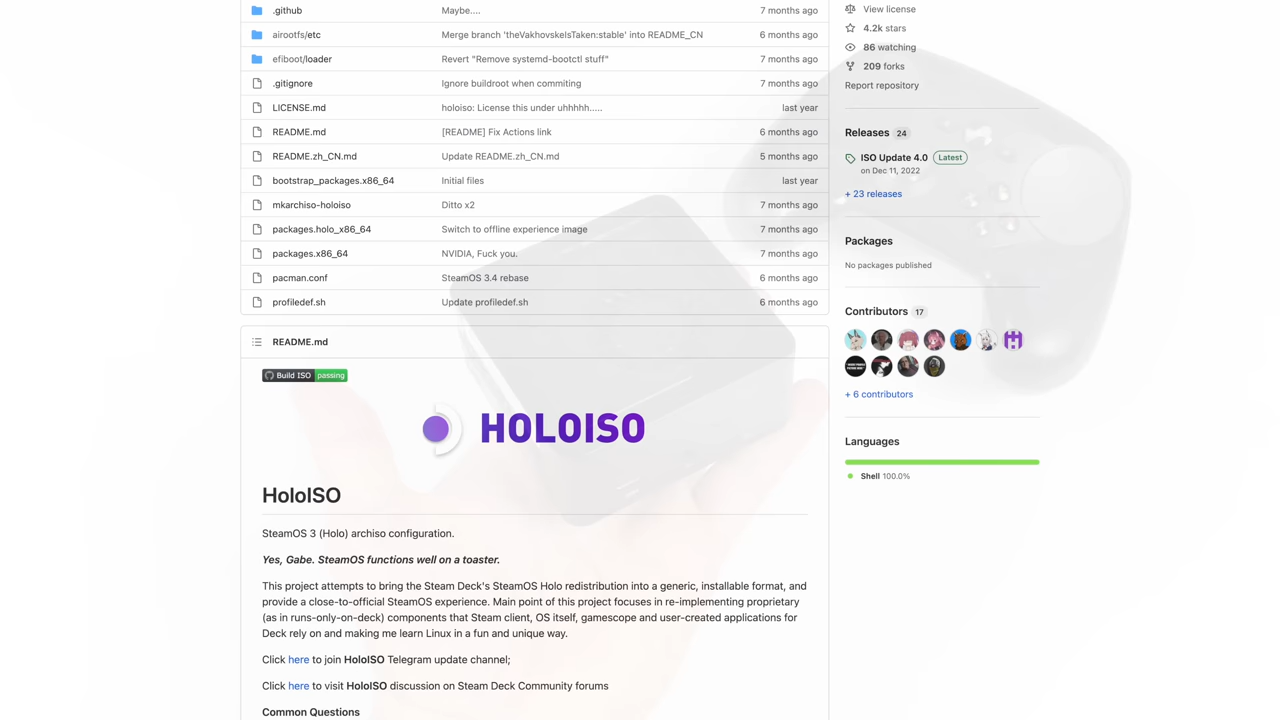 .github Maybe.... 7 months ago
airootfs/etc Merge branch 'theVakhovskeIsTaken:stable' into README_CN 6 months ago
efiboot/loader Revert "Remove systemd-bootctl stuff" 7 months ago
.gitignore Ignore buildroot when commiting 7 months ago
LICENSE.md holoiso: License this under uhhhhh..... last year
README.md [README] Fix Actions link 6 months ago
README.zh_CN.md Update README.zh_CN.md 5 months ago
bootstrap_packages.x86_64 Initial files last year
mkarchiso-holoiso Ditto x2 7 months ago
packages.holo_x86_64 Switch to offline experience image 7 months ago
packages.x86_64 NVIDIA, Fuck you. 7 months ago
pacman.conf SteamOS 3.4 rebase 6 months ago
profiledef.sh Update profiledef.sh 6 months ago
README.md
Build ISO passing
HOLOISO
HoloISO
SteamOS 3 (Holo) archiso configuration.
Yes, Gabe. SteamOS functions well on a toaster.
This project attempts to bring the Steam Deck's SteamOS Holo redistribution into a generic, installable format, and
provide a close-to-official SteamOS experience. Main point of this project focuses in re-implementing proprietary
(as in runs-only-on-deck) components that Steam client, OS itself, gamescope and user-created applications for
Deck rely on and making me learn Linux in a fun and unique way.
Click here to join HoloISO Telegram update channel;
Click here to visit HoloISO discussion on Steam Deck Community forums
Common Questions
View license
4.2k stars
86 watching
209 forks
Report repository
Releases 24
ISO Update 4.0 Latest
on Dec 11, 2022
+ 23 releases
Packages
No packages published
Contributors 17
+ 6 contributors
Languages
Shell 100.0%